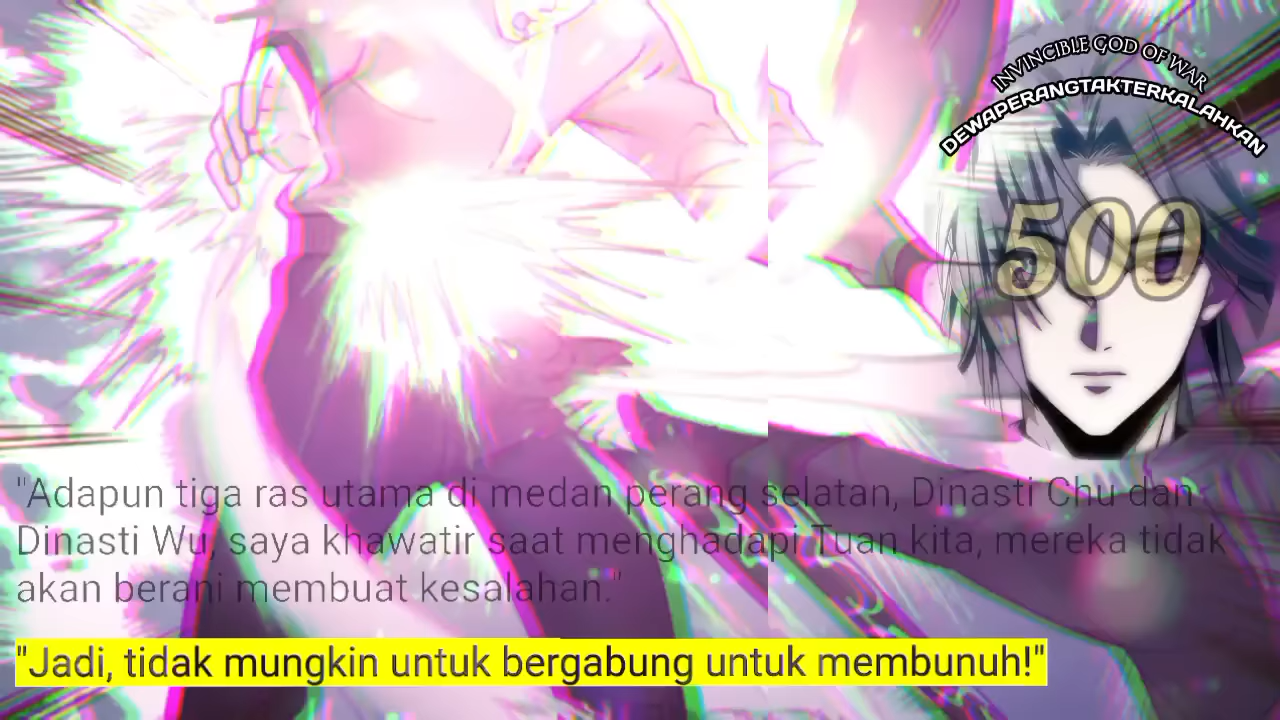 INVINCIBLE GOD OF WAR
DEWAPERANGTAKTERKALAHKAN
500
"Adapun tiga ras utama di medan perang selatan, Dinasti Chu dan
Dinasti Wu, saya khawatir saat menghadapi Tuan kita, mereka tidak
akan berani membuat kesalahan."
"Jadi, tidak mungkin untuk bergabung untuk membunuh!"